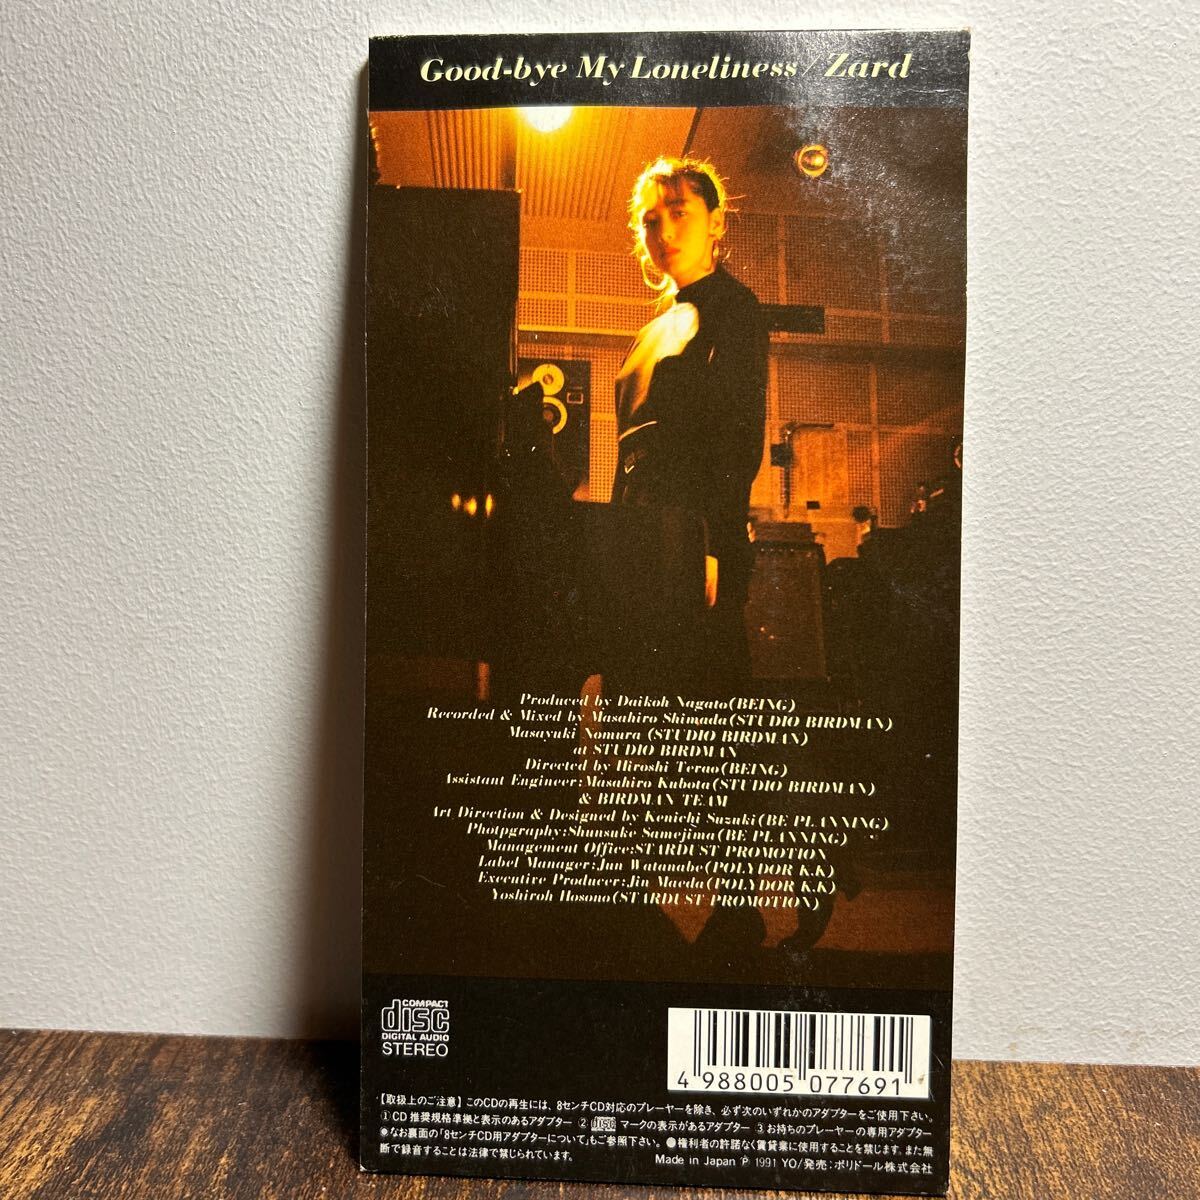 Good-bye My Loneliness / Zard
Produced by Daikoh Nagato(BEING)
Recorded & Mixed by Masahiro Shimada(STUDIO BIRDMAN)
Masayuki Nomura (STUDIO BIRDMAN)
at STUDIO BIRDMAN
Directed by Hiroshi Terao(BEING)
Assistant Engineer:Masahiro Kubota(STUDIO BIRDMAN)
& BIRDMAN TEAM
Art Direction & Designed by Kenichi Suzuki(BE PLANNING)
Photpgraphy:Shunsuke Samejima(BE PLANNING)
Management Office:STARDUST PROMOTION
Label Manager:Jun Watanabe(POLYDOR K.K)
Executive Producer:Jin Maeda(POLYDOR K.K)
Yoshiroh Hosono(STARDUST PROMOTION)
COMPACT
disc
DIGITAL AUDIO
STEREO
4 988005 077691
【取扱上のご注意】このCDの再生には、8センチCD対応のプレーヤーを除き、必ず次のいずれかのアダプターをご使用下さい。
①CD推奨規格準拠と表示のあるアダプター ②disc マークの表示があるアダプター ③お持ちのプレーヤーの専用アダプター
●なお裏面の「8センチCD用アダプターについて」もご参照下さい。●権利者の許諾なく賃貸業に使用することを禁じます。また無
断で録音することは法律で禁じられています。
Made in Japan Ⓟ 1991 YO/発売:ポリドール株式会社